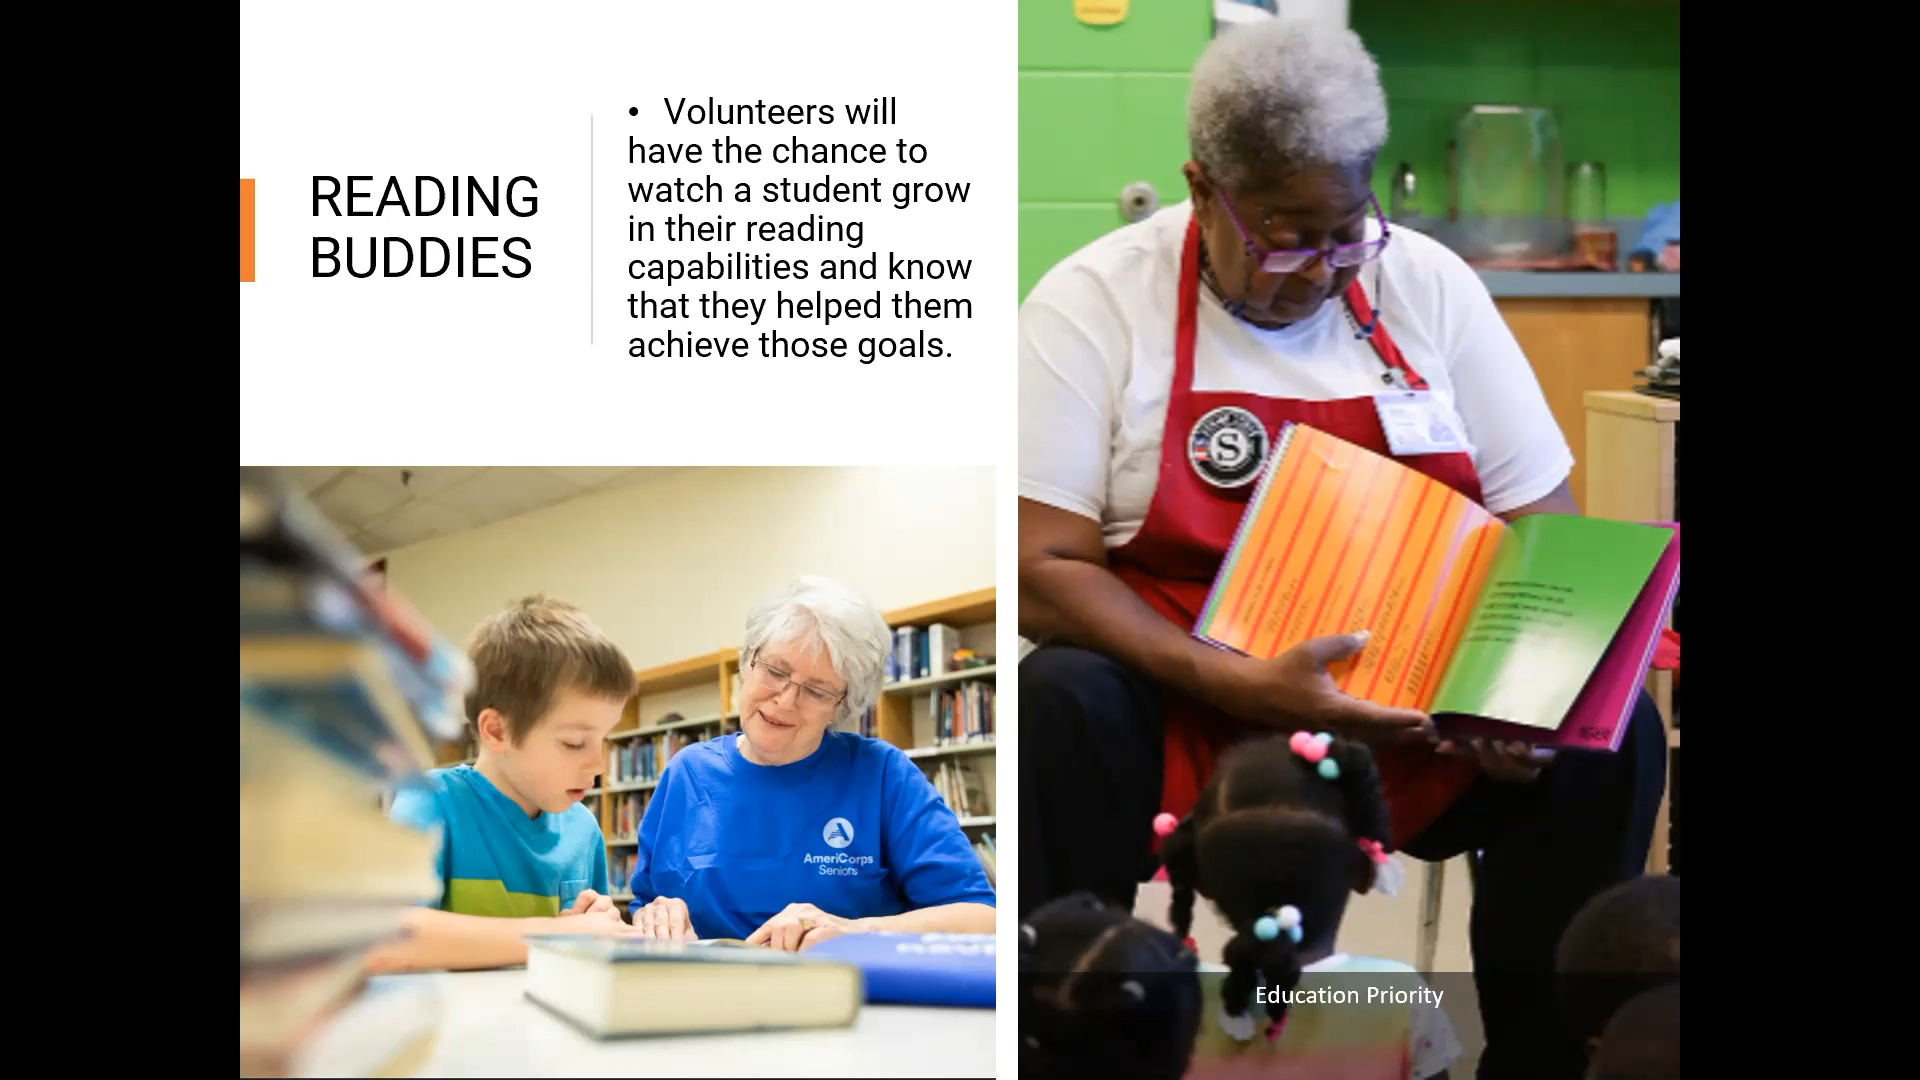 READING
BUDDIES
• Volunteers will
have the chance to
watch a student grow
in their reading
capabilities and know
that they helped them
achieve those goals.
AmeriCorps
Seniors
S
Education Priority